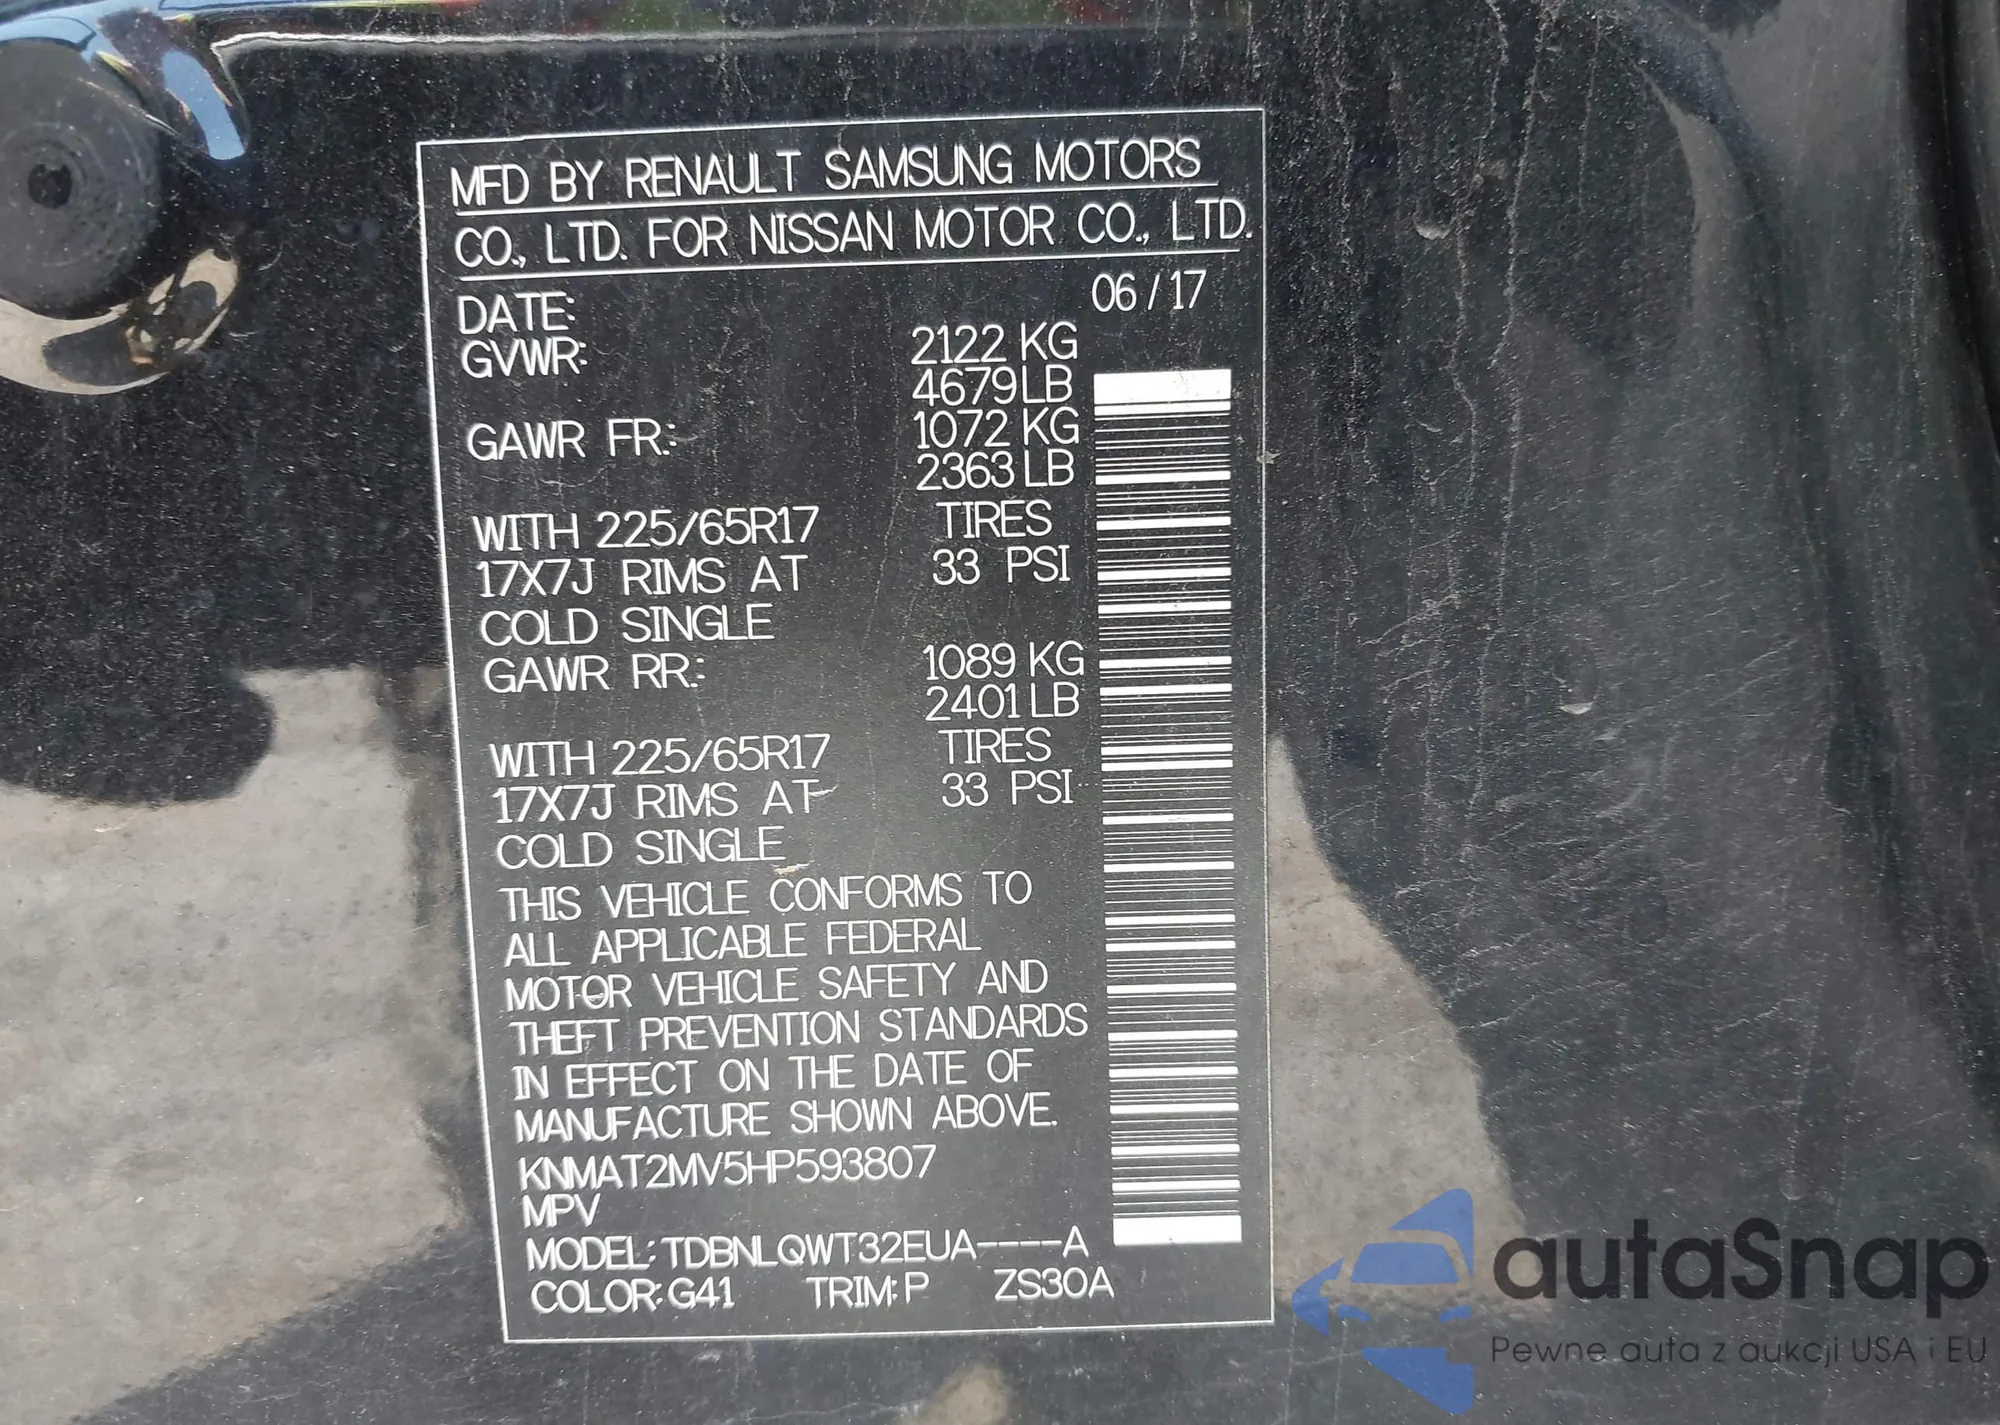 MFD BY RENAULT SAMSUNG MOTORS
CO., LTD. FOR NISSAN MOTOR CO., LTD.
DATE: 06/17
GVWR: 2122 KG
4679 LB
GAWR FR.: 1072 KG
2363 LB
WITH 225/65R17 TIRES
17X7J RIMS AT 33 PSI
COLD SINGLE
GAWR RR.: 1089 KG
2401 LB
WITH 225/65R17 TIRES
17X7J RIMS AT 33 PSI
COLD SINGLE
THIS VEHICLE CONFORMS TO
ALL APPLICABLE FEDERAL
MOTOR VEHICLE SAFETY AND
THEFT PREVENTION STANDARDS
IN EFFECT ON THE DATE OF
MANUFACTURE SHOWN ABOVE.
KNMAT2MV5HP593807
MPV
MODEL: TDBNLQWT32EUA----A
COLOR: G41 TRIM: P ZS30A
autaSnap
Pewne auta z aukcji USA i EU